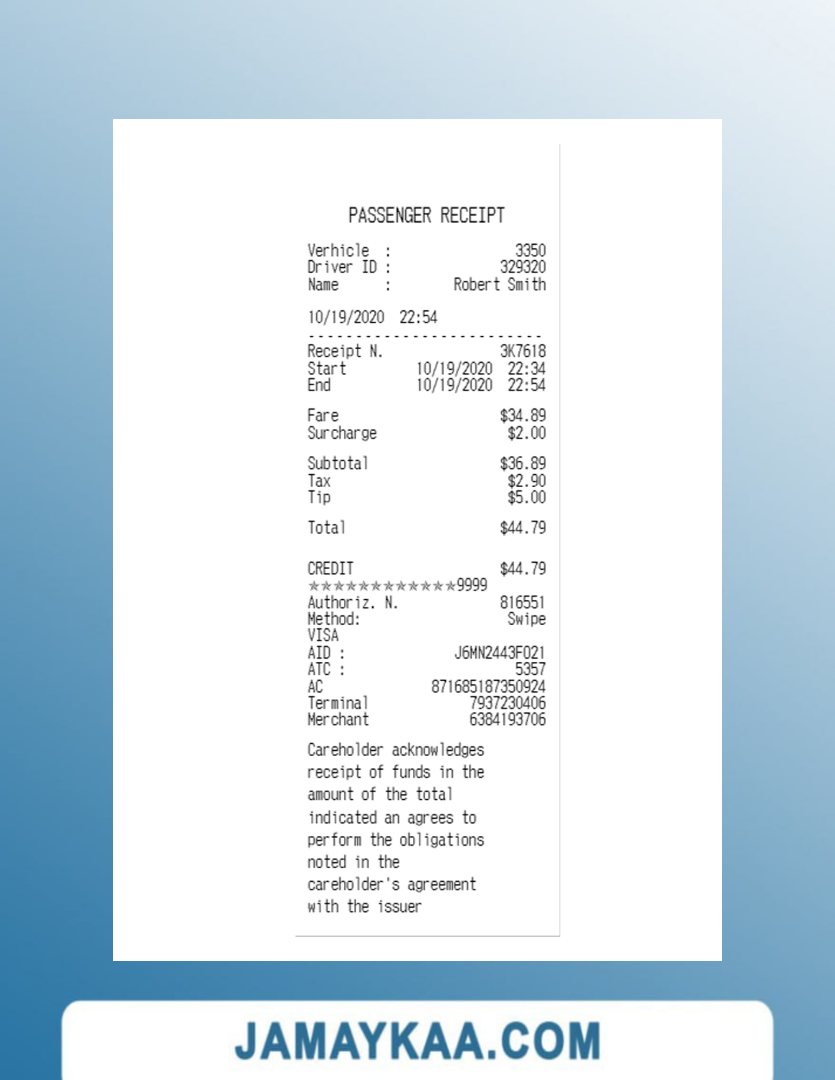 PASSENGER RECEIPT
Verhicle : 3350
Driver ID : 329320
Name : Robert Smith
10/19/2020 22:54
- - - - - - - - - - - - - - - - - - - - - - - - -
Receipt N. 3K7618
Start 10/19/2020 22:34
End 10/19/2020 22:54
Fare $34.89
Surcharge $2.00
Subtotal $36.89
Tax $2.90
Tip $5.00
Total $44.79
CREDIT $44.79
************9999
Authoriz. N. 816551
Method: Swipe
VISA
AID : J6MN2443F021
ATC : 5357
AC 871685187350924
Terminal 7937230406
Merchant 6384193706
Careholder acknowledges
receipt of funds in the
amount of the total
indicated an agrees to
perform the obligations
noted in the
careholder's agreement
with the issuer
JAMAYKAA.COM